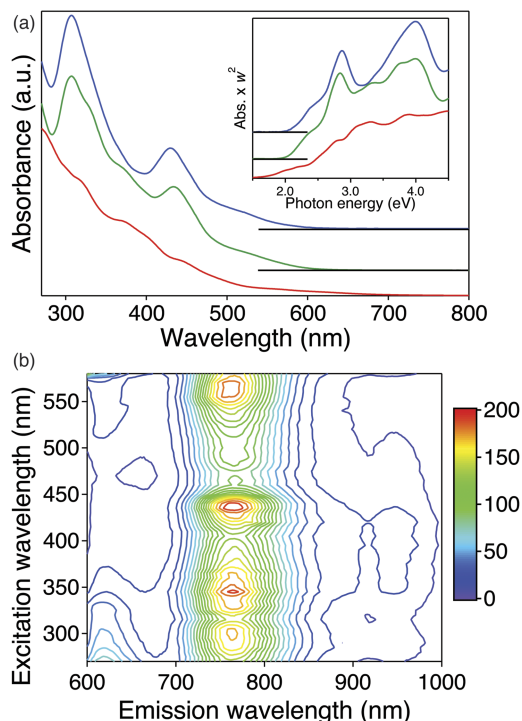 (a)
Absorbance (a.u.)
Abs. x w²
2.0 3.0 4.0
Photon energy (eV)
300 400 500 600 700 800
Wavelength (nm)
(b)
Excitation wavelength (nm)
550
500
450
400
350
300
600 700 800 900 1000
Emission wavelength (nm)
200
150
100
50
0